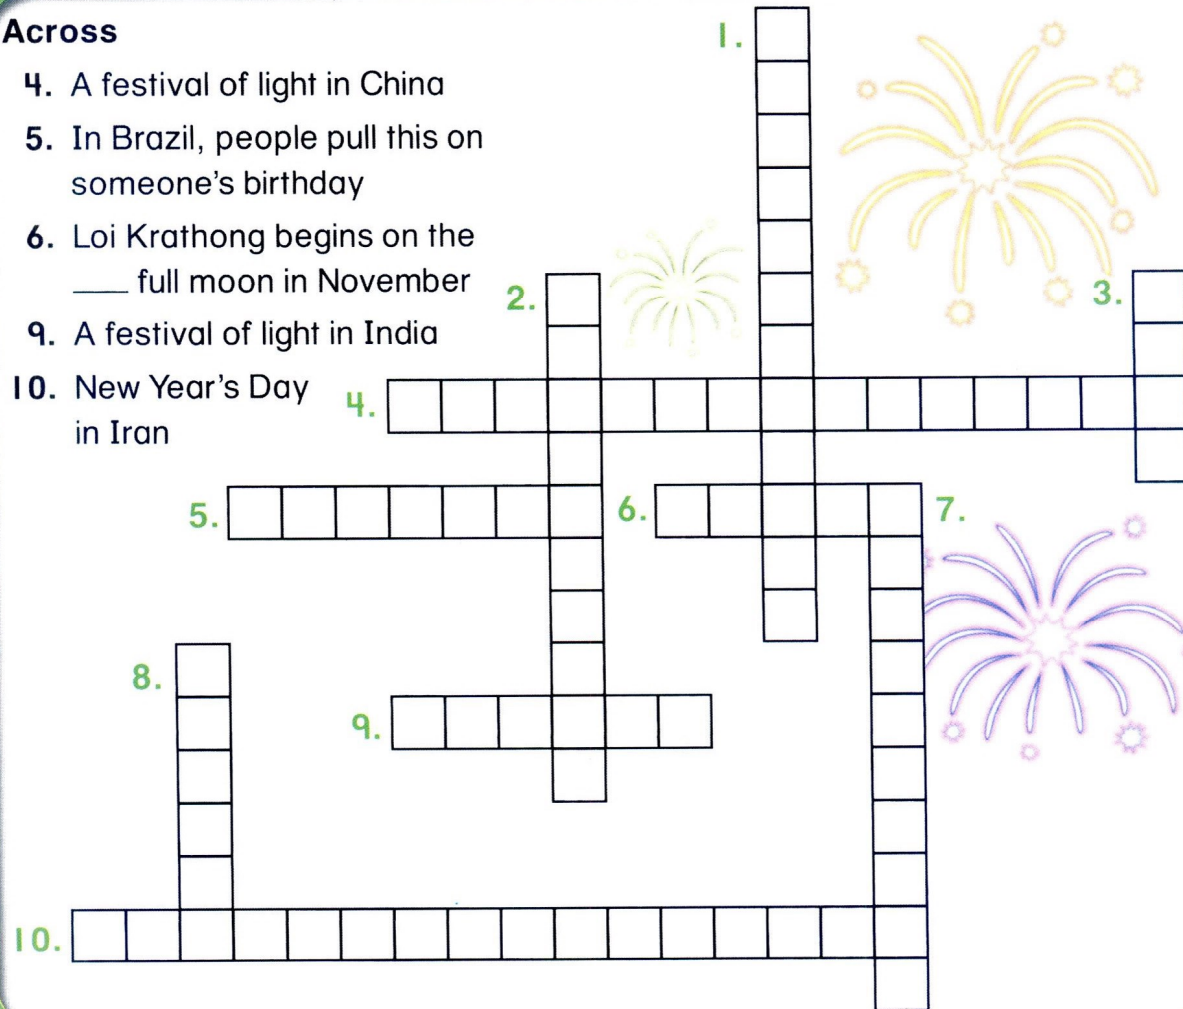 Across
4. A festival of light in China
5. In Brazil, people pull this on
someone's birthday
6. Loi Krathong begins on the
___ full moon in November
9. A festival of light in India
10. New Year's Day
in Iran
1.
2.
3.
4.
5.
6.
7.
8.
9.
10.